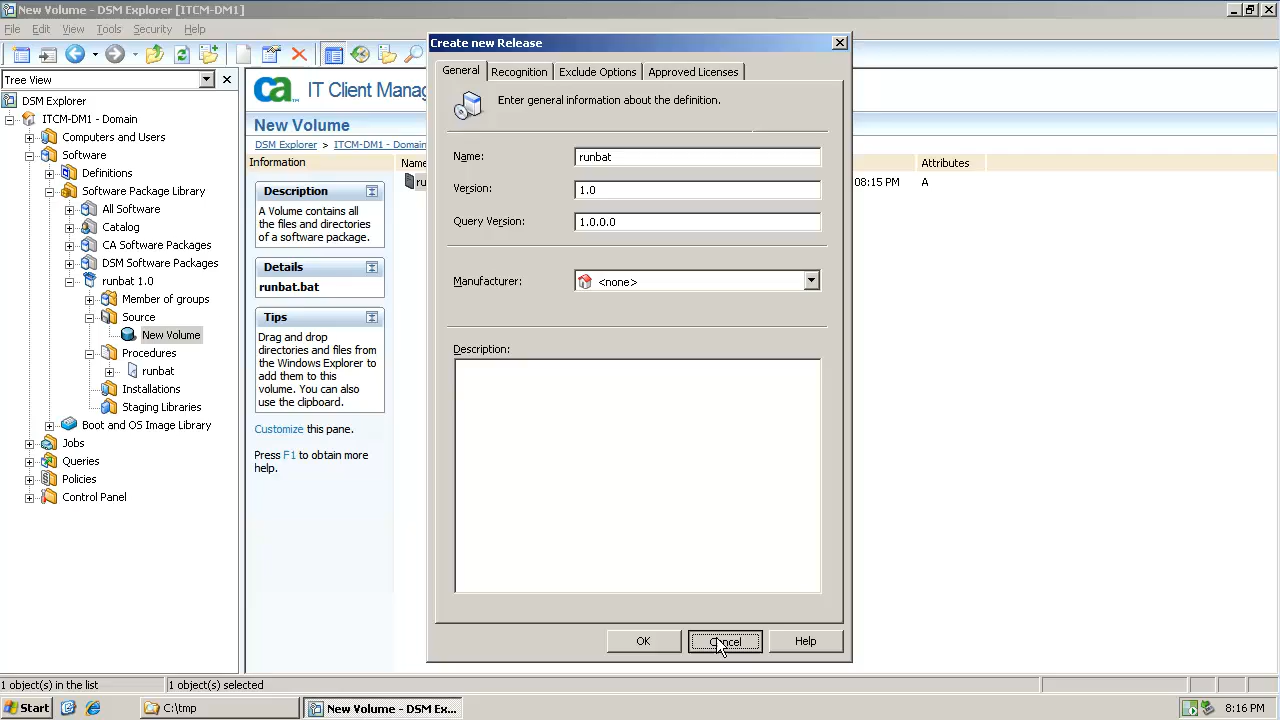 New Volume - DSM Explorer [ITCM-DM1]
File Edit View Tools Security Help
Tree View
DSM Explorer
ITCM-DM1 - Domain
Computers and Users
Software
Definitions
Software Package Library
All Software
Catalog
CA Software Packages
DSM Software Packages
runbat 1.0
Member of groups
Source
New Volume
Procedures
runbat
Installations
Staging Libraries
Boot and OS Image Library
Jobs
Queries
Policies
Control Panel
ca IT Client Manag
New Volume
DSM Explorer > ITCM-DM1 - Domain
Information
Description
A Volume contains all
the files and directories
of a software package.
Details
runbat.bat
Tips
Drag and drop
directories and files from
the Windows Explorer to
add them to this
volume. You can also
use the clipboard.
Customize this pane.
Press F1 to obtain more
help.
Name
ru
Attributes
08:15 PM A
Create new Release
General Recognition Exclude Options Approved Licenses
Enter general information about the definition.
Name: runbat
Version: 1.0
Query Version: 1.0.0.0
Manufacturer: <none>
Description:
OK Cancel Help
1 object(s) in the list 1 object(s) selected
Start C:\tmp New Volume - DSM Ex... 8:16 PM